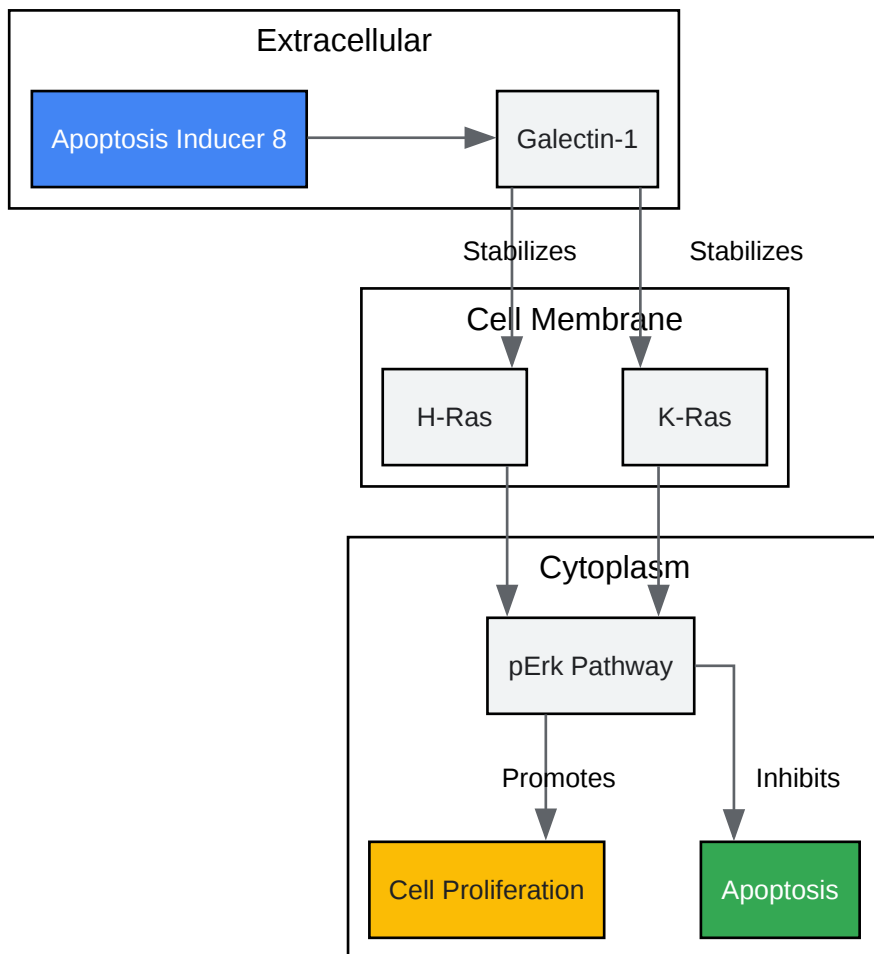 Extracellular
Apoptosis Inducer 8
Galectin-1
Stabilizes
Stabilizes
Cell Membrane
H-Ras
K-Ras
Cytoplasm
pErk Pathway
Promotes
Inhibits
Cell Proliferation
Apoptosis